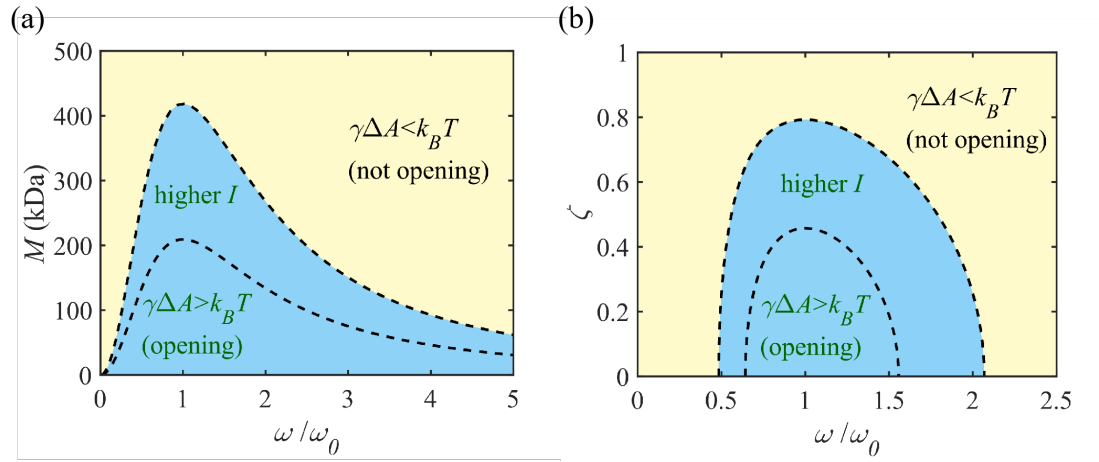 (a)
500
400
300
200
100
0
M (kDa)
γΔA<k_BT
(not opening)
higher I
γΔA>k_BT
(opening)
0 1 2 3 4 5
ω/ω_0
(b)
1
0.8
0.6
0.4
0.2
0
ζ
γΔA<k_BT
(not opening)
higher I
γΔA>k_BT
(opening)
0 0.5 1 1.5 2 2.5
ω/ω_0